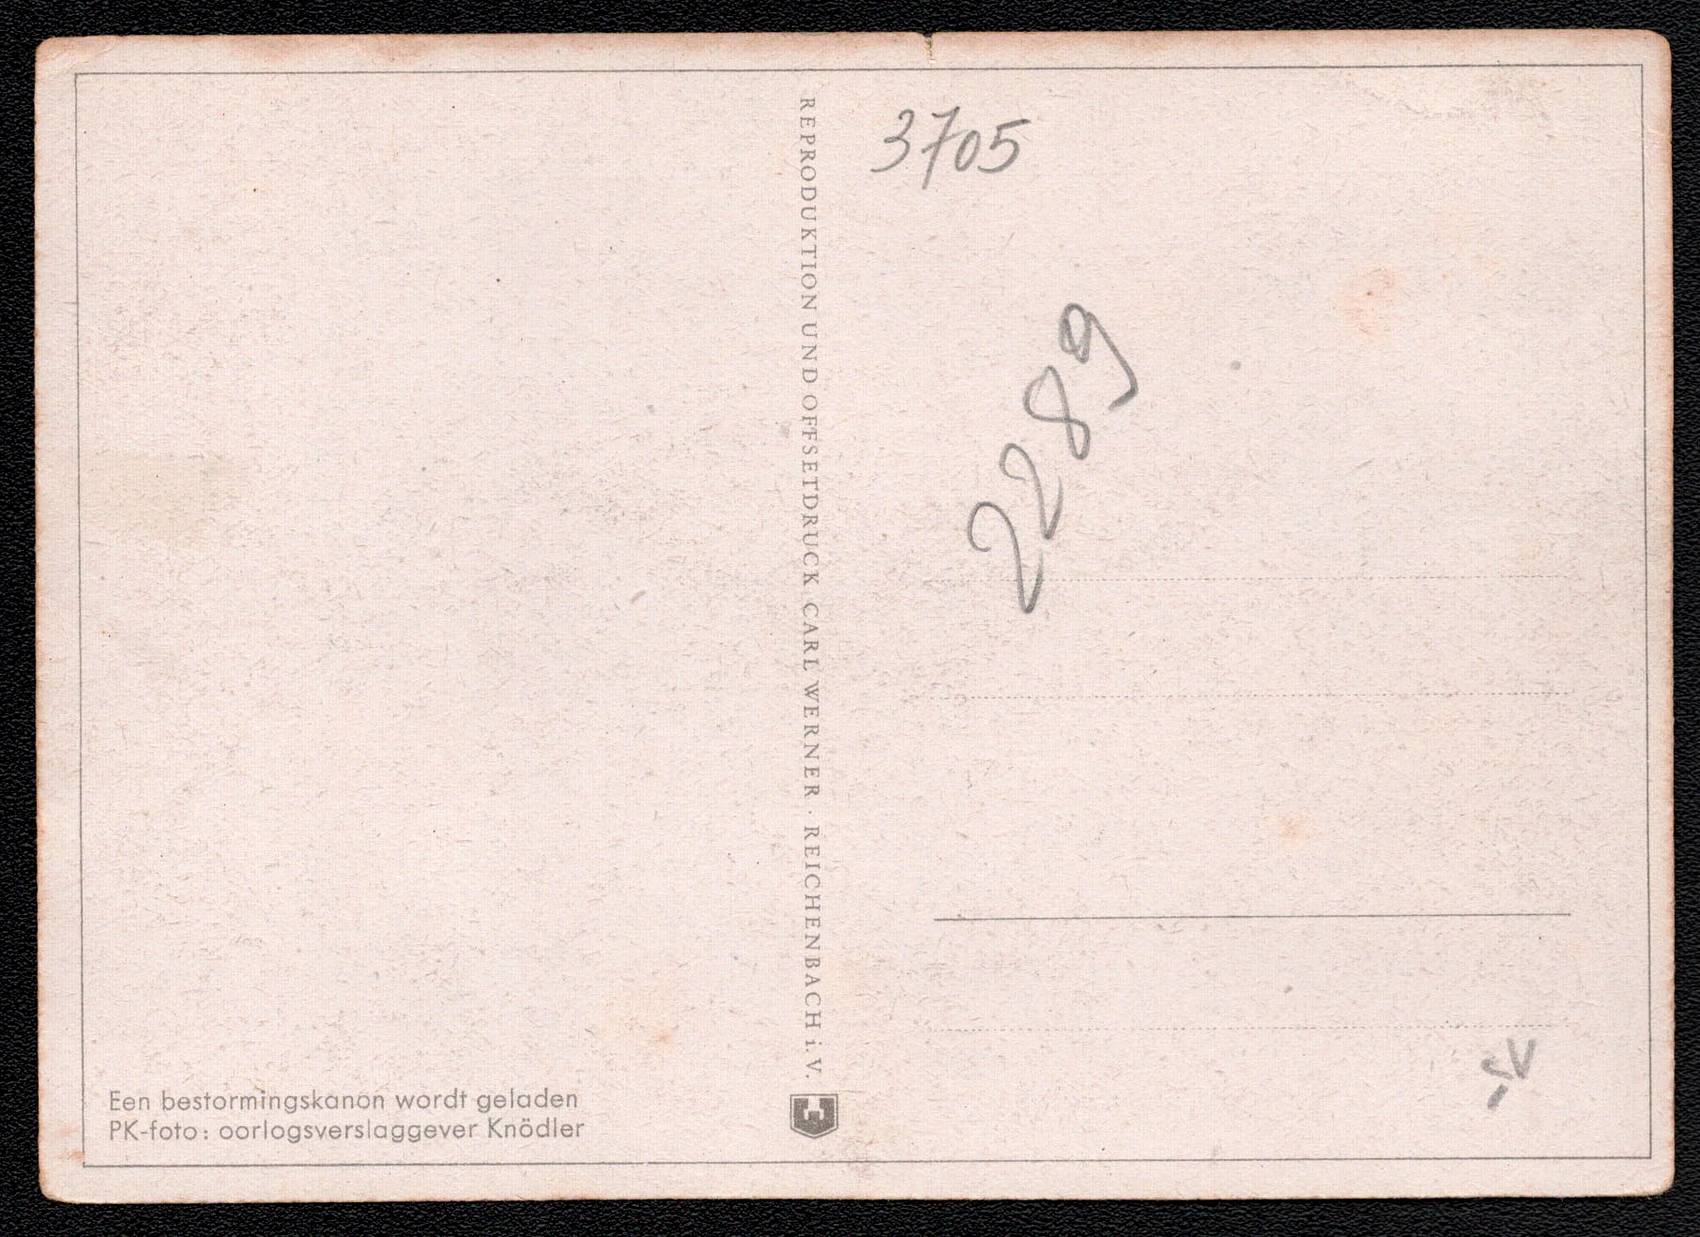 3705
2289
REPRODUKTION UND OFFSETDRUCK CARL WERNER · REICHENBACH i. V.
Een bestormingskanon wordt geladen
PK-foto: oorlogsverslaggever Knödler